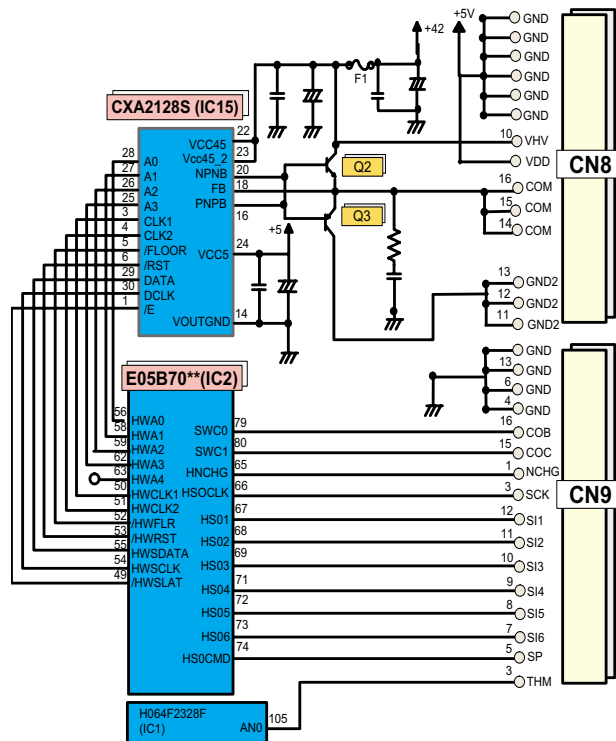 +42
+5V
F1
CXA2128S (IC15)
28 A0
27 A1
26 A2
25 A3
3 CLK1
4 CLK2
5 /FLOOR
6 /RST
29 DATA
30 DCLK
1 /E
VCC45 22
Vcc45_2 23
NPNB 20
FB 18
PNPB
16
VCC5 24
VOUTGND 14
+5
Q2
Q3
GND
GND
GND
GND
GND
GND
10 VHV
VDD
16 COM
15 COM
14 COM
13 GND2
12 GND2
11 GND2
CN8
E05B70**(IC2)
56 HWA0
58 HWA1
59 HWA2
62 HWA3
63 HWA4
50 HWCLK1
51 HWCLK2
52 /HWFLR
53 /HWRST
55 HWSDATA
54 HWSCLK
49 /HWSLAT
SWC0 79
SWC1 80
HNCHG 65
HSOCLK 66
HS01 67
HS02 68
HS03 69
HS04 71
HS05 72
HS06 73
HS0CMD 74
GND
13 GND
6 GND
4 GND
16 COB
15 COC
1 NCHG
3 SCK
12 SI1
11 SI2
10 SI3
9 SI4
8 SI5
7 SI6
5 SP
3 THM
CN9
H064F2328F
(IC1)
AN0 105